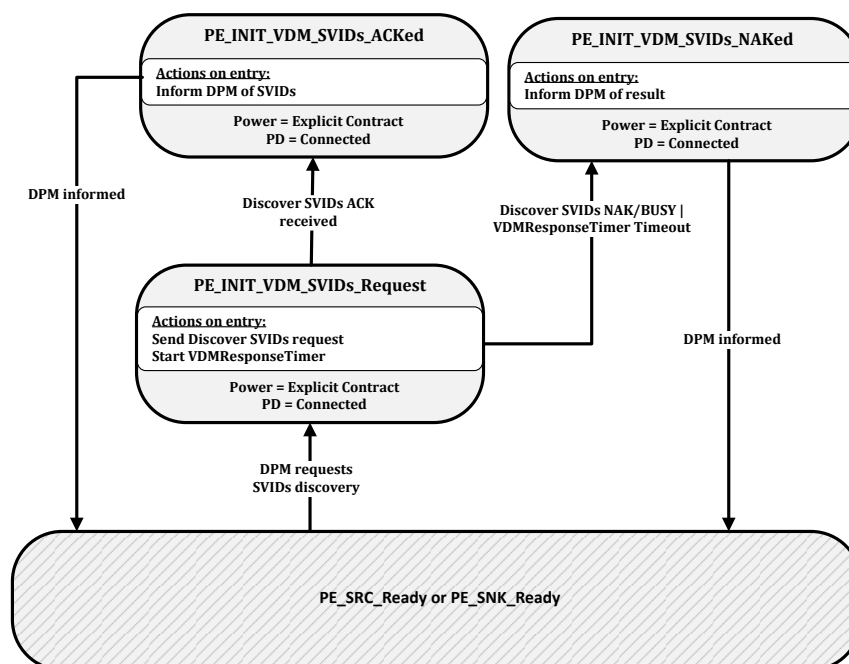 PE_INIT_VDM_SVIDs_ACKed
Actions on entry:
Inform DPM of SVIDs
Power = Explicit Contract
PD = Connected
PE_INIT_VDM_SVIDs_NAKed
Actions on entry:
Inform DPM of result
Power = Explicit Contract
PD = Connected
DPM informed
Discover SVIDs ACK
received
Discover SVIDs NAK/BUSY |
VDMResponseTimer Timeout
PE_INIT_VDM_SVIDs_Request
Actions on entry:
Send Discover SVIDs request
Start VDMResponseTimer
Power = Explicit Contract
PD = Connected
DPM informed
DPM requests
SVIDs discovery
PE_SRC_Ready or PE_SNK_Ready